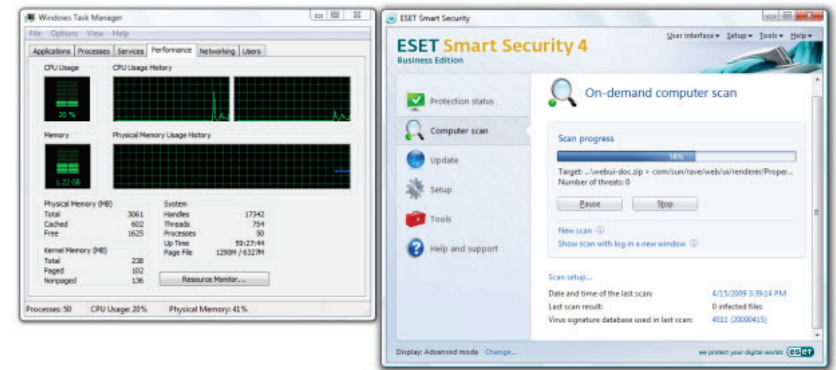 Windows Task Manager
File Options View Help
Applications Processes Services Performance Networking Users
CPU Usage CPU Usage History
20 %
Memory Physical Memory Usage History
1.22 GB
Physical Memory (MB)
Total 3061
Cached 602
Free 1625
Kernel Memory (MB)
Total 238
Paged 102
Nonpaged 136
System
Handles 17342
Threads 754
Processes 50
Up Time 59:27:44
Page File 1290M / 6327M
Resource Monitor...
Processes: 50 CPU Usage: 20% Physical Memory: 41%
ESET Smart Security
ESET Smart Security 4
Business Edition
User interface Setup Tools Help
Protection status
Computer scan
Update
Setup
Tools
Help and support
On-demand computer scan
Scan progress
58%
Target: ...\webui-doc.zip > com/sun/rave/web/ui/renderer/Proper...
Number of threats: 0
Pause Stop
New scan
Show scan with log in a new window
Scan setup...
Date and time of the last scan: 4/15/2009 3:39:14 PM
Last scan result: 0 infected files
Virus signature database used in last scan: 4011 (20090415)
Display: Advanced mode Change...
we protect your digital worlds eset